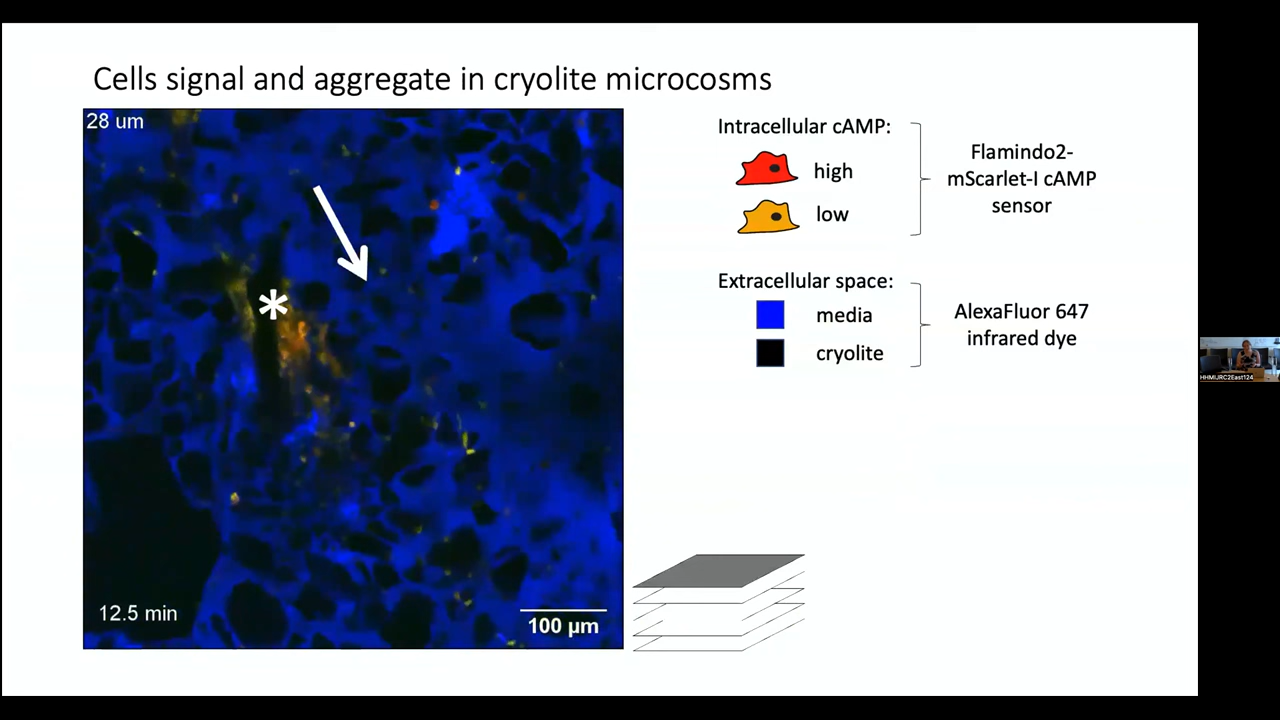 Cells signal and aggregate in cryolite microcosms
28 um
*
12.5 min
100 µm
Intracellular cAMP:
high
low
Flamindo2-
mScarlet-I cAMP
sensor
Extracellular space:
media
cryolite
AlexaFluor 647
infrared dye
HHMIJRC2East124